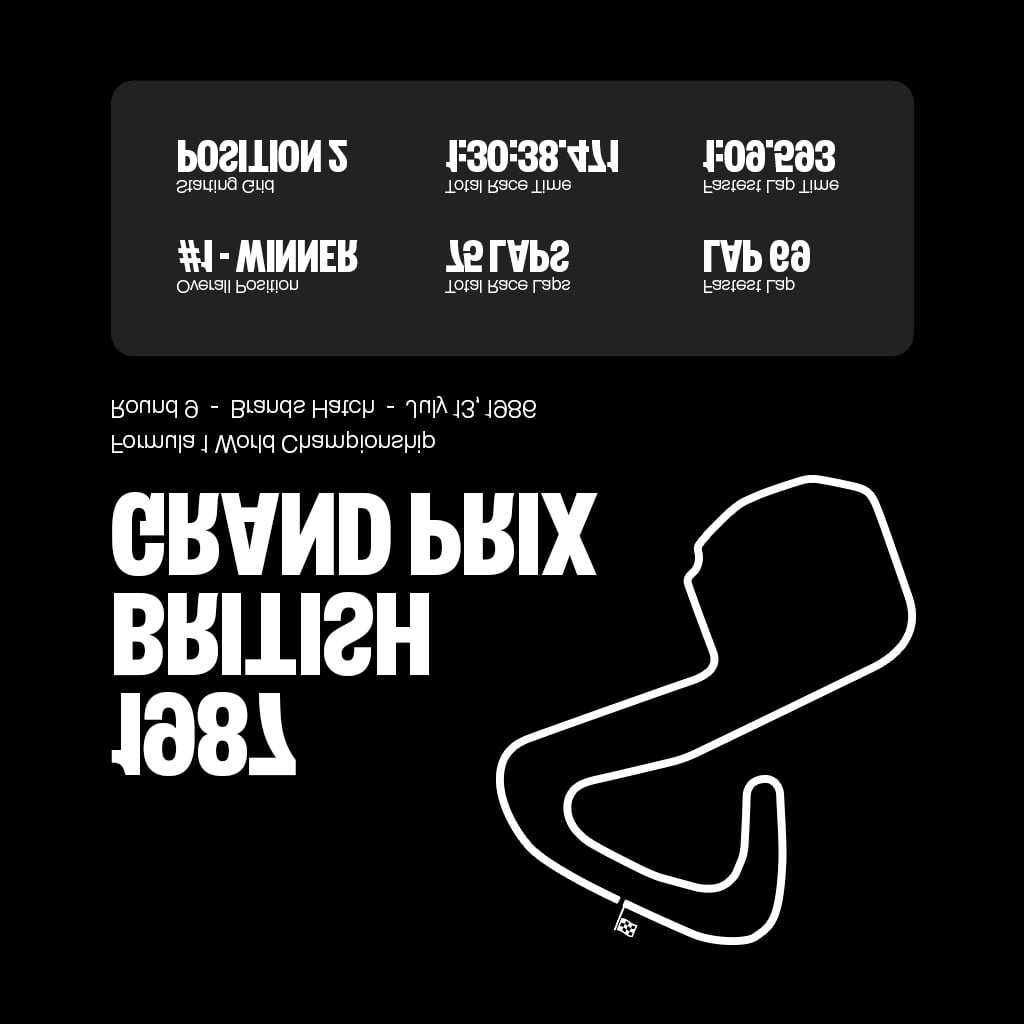 1987
BRITISH
GRAND PRIX
Formula 1 World Championship
Round 9 - Brands Hatch - July 13, 1986
Overall Position
#1 - WINNER
Total Race Laps
75 LAPS
Fastest Lap
LAP 69
Starting Grid
POSITION 2
Total Race Time
1:30:38.471
Fastest Lap Time
1:09.593